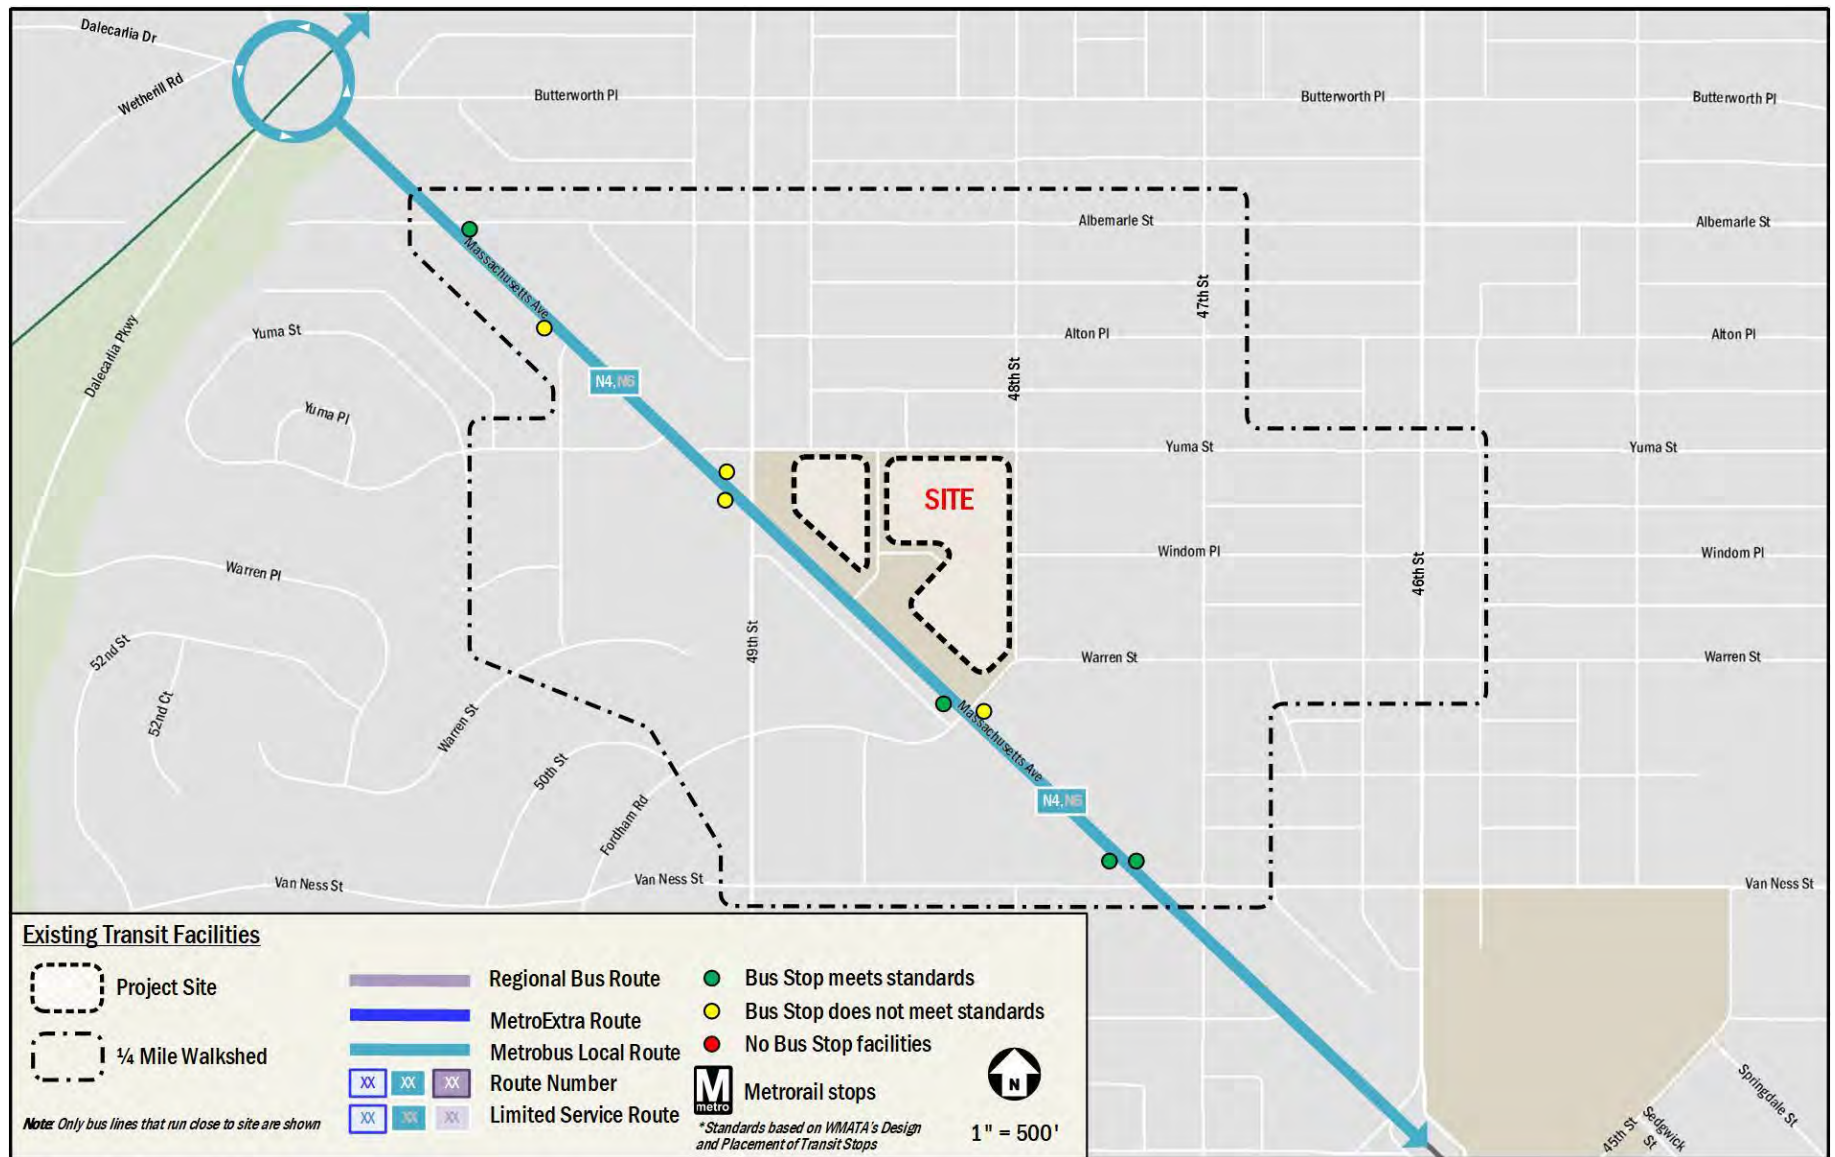 Dalecarlia Dr
Wetherill Rd
Butterworth Pl
Butterworth Pl
Butterworth Pl
Albemarle St
Albemarle St
Massachusetts Ave
47th St
Yuma St
Alton Pl
Alton Pl
Dalecarlia Pkwy
48th St
N4, N6
Yuma Pl
Yuma St
Yuma St
SITE
Windom Pl
Windom Pl
Warren Pl
46th St
49th St
52nd St
Warren St
Warren St
52nd Ct
Warren St
Massachusetts Ave
50th St
N4, N6
Fordham Rd
Van Ness St
Van Ness St
Van Ness St
Existing Transit Facilities
Project Site
¼ Mile Walkshed
Note: Only bus lines that run close to site are shown
Regional Bus Route
MetroExtra Route
Metrobus Local Route
XX XX XX Route Number
XX XX XX Limited Service Route
Bus Stop meets standards
Bus Stop does not meet standards
No Bus Stop facilities
M
metro
Metrorail stops
*Standards based on WMATA's Design
and Placement of Transit Stops
N
1" = 500'
Springdale St
45th St
Sedgwick
St